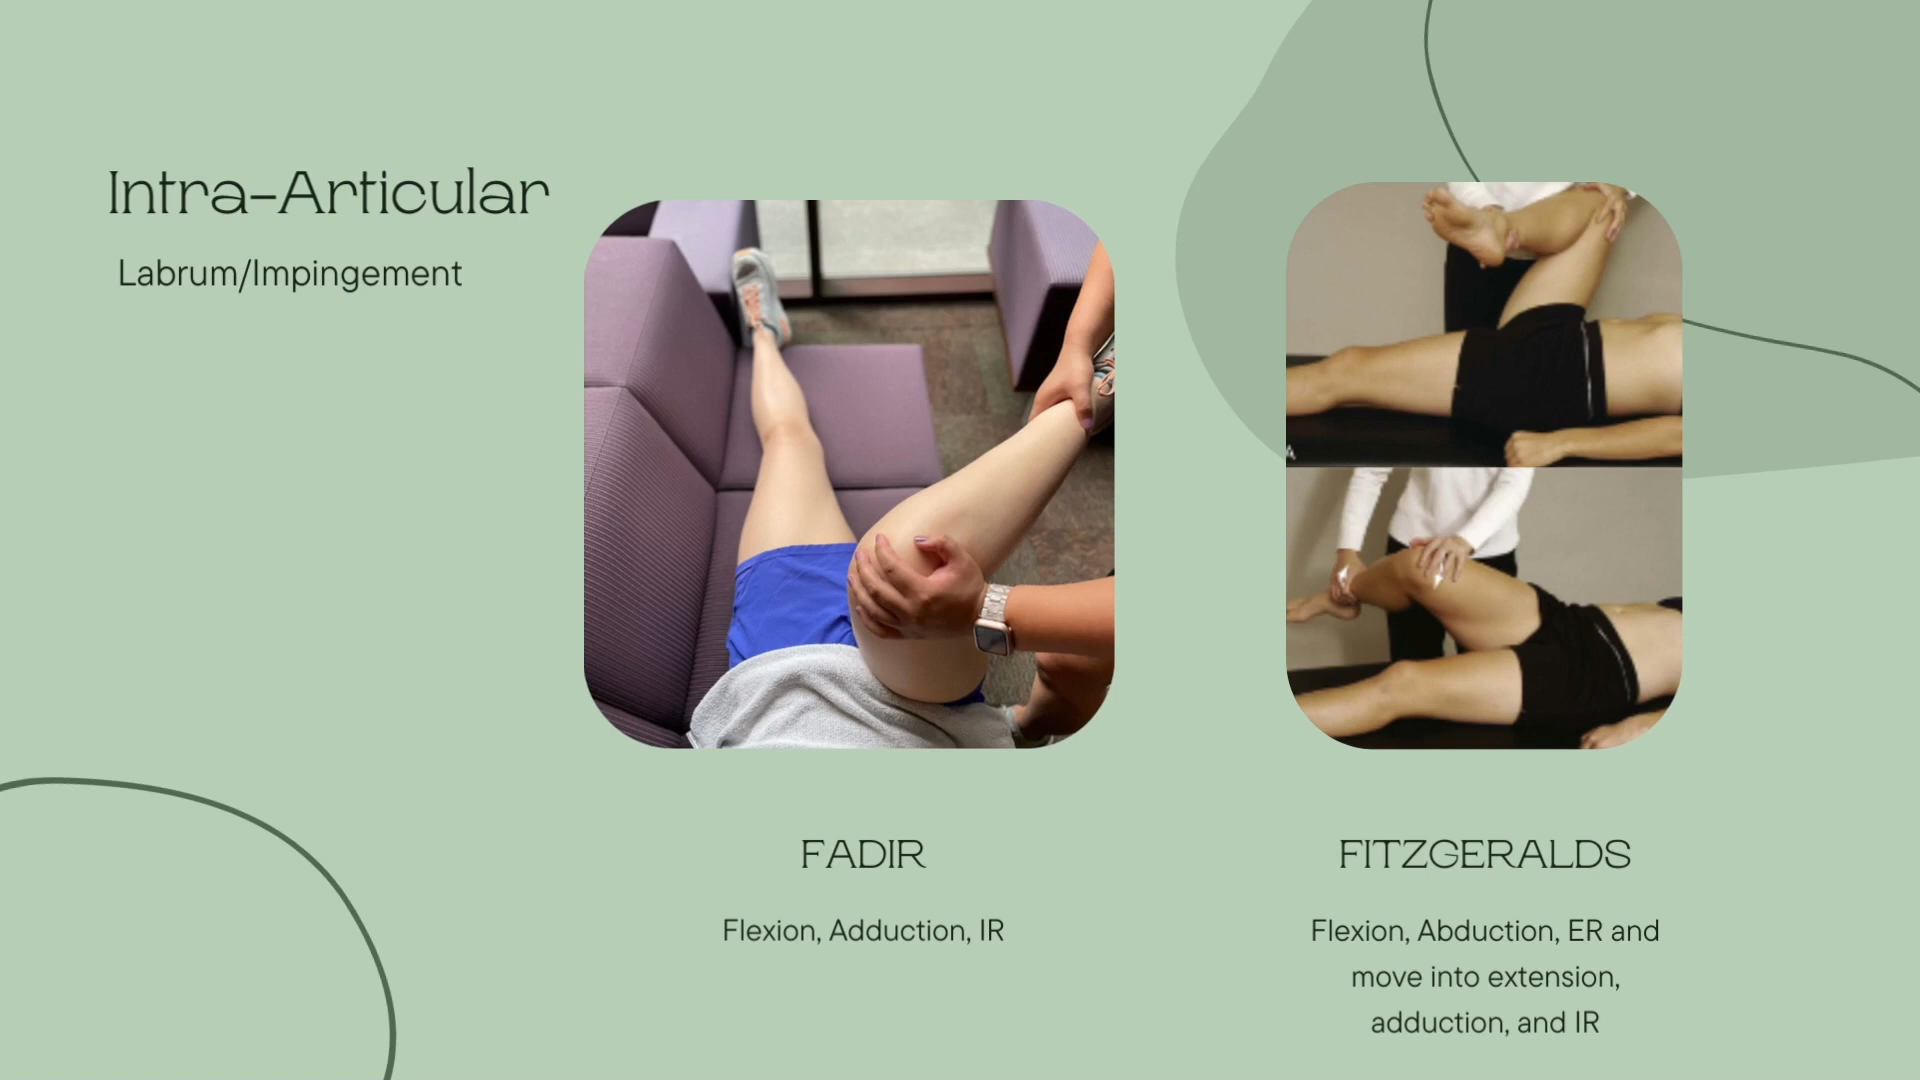 Intra-Articular
Labrum/Impingement
FADIR
Flexion, Adduction, IR
FITZGERALDS
Flexion, Abduction, ER and
move into extension,
adduction, and IR